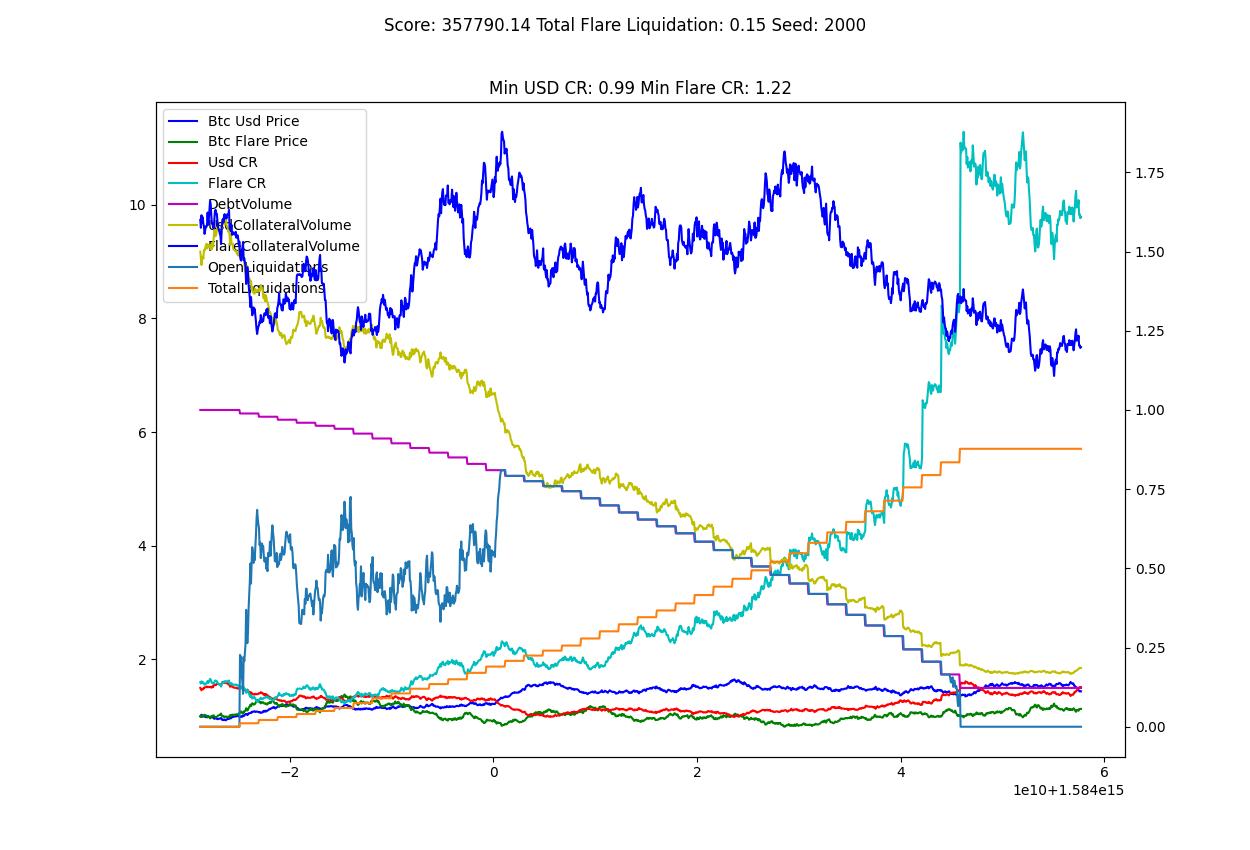 Score: 357790.14 Total Flare Liquidation: 0.15 Seed: 2000
Min USD CR: 0.99 Min Flare CR: 1.22
Btc Usd Price
Btc Flare Price
Usd CR
Flare CR
DebtVolume
UsdCollateralVolume
FlareCollateralVolume
OpenLiquidations
TotalLiquidations
10
8
6
4
2
1.75
1.50
1.25
1.00
0.75
0.50
0.25
0.00
−2
0
2
4
6
1e10+1.584e15